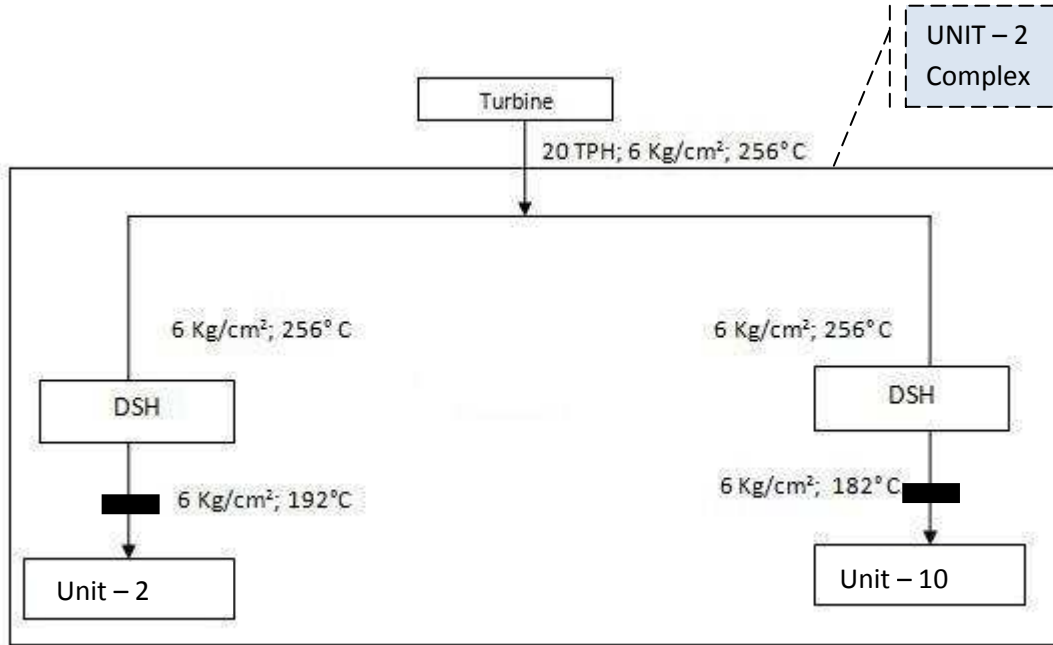 UNIT – 2
Complex
Turbine
20 TPH; 6 Kg/cm²; 256° C
6 Kg/cm²; 256° C
6 Kg/cm²; 256° C
DSH
DSH
6 Kg/cm²; 192°C
6 Kg/cm²; 182° C
Unit – 2
Unit – 10